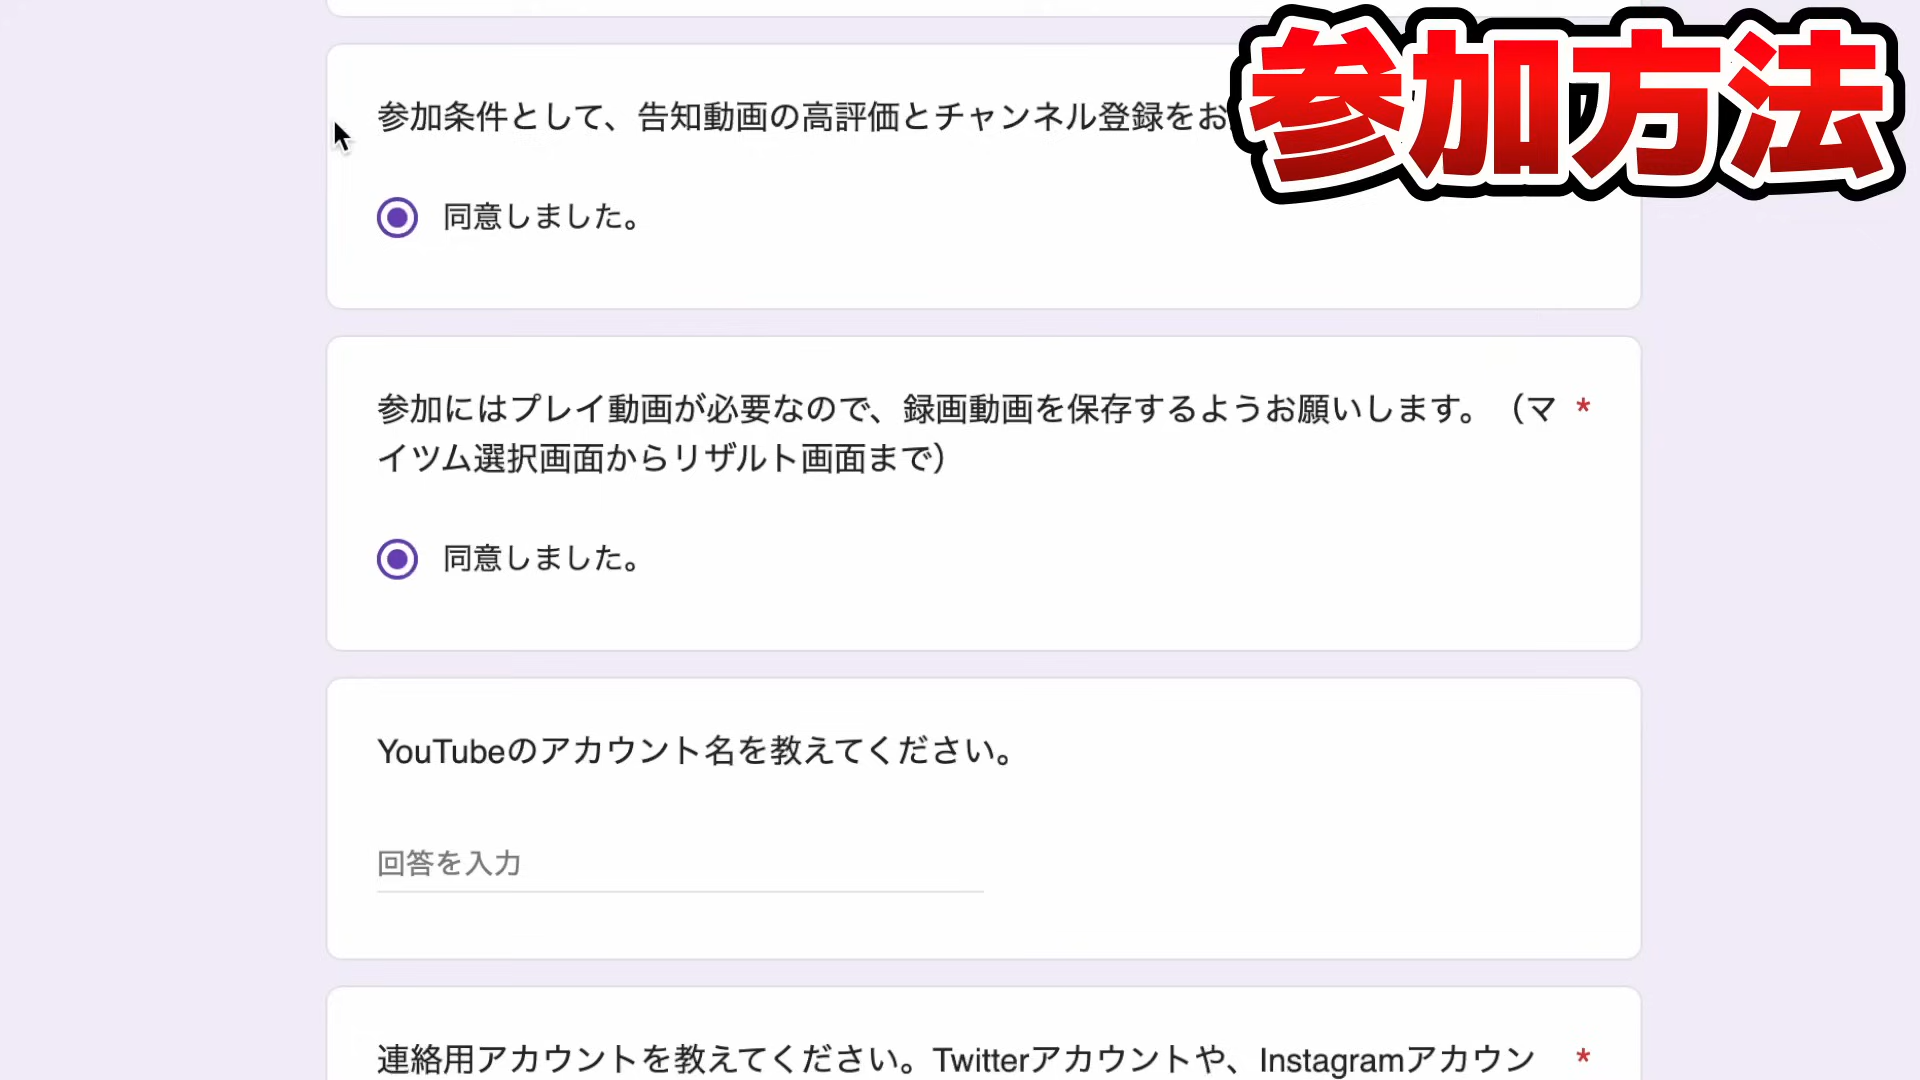 参加方法
参加条件として、告知動画の高評価とチャンネル登録をお
同意しました。
参加にはプレイ動画が必要なので、録画動画を保存するようお願いします。（マ *
イツム選択画面からリザルト画面まで）
同意しました。
YouTubeのアカウント名を教えてください。
回答を入力
連絡用アカウントを教えてください。Twitterアカウントや、Instagramアカウン *